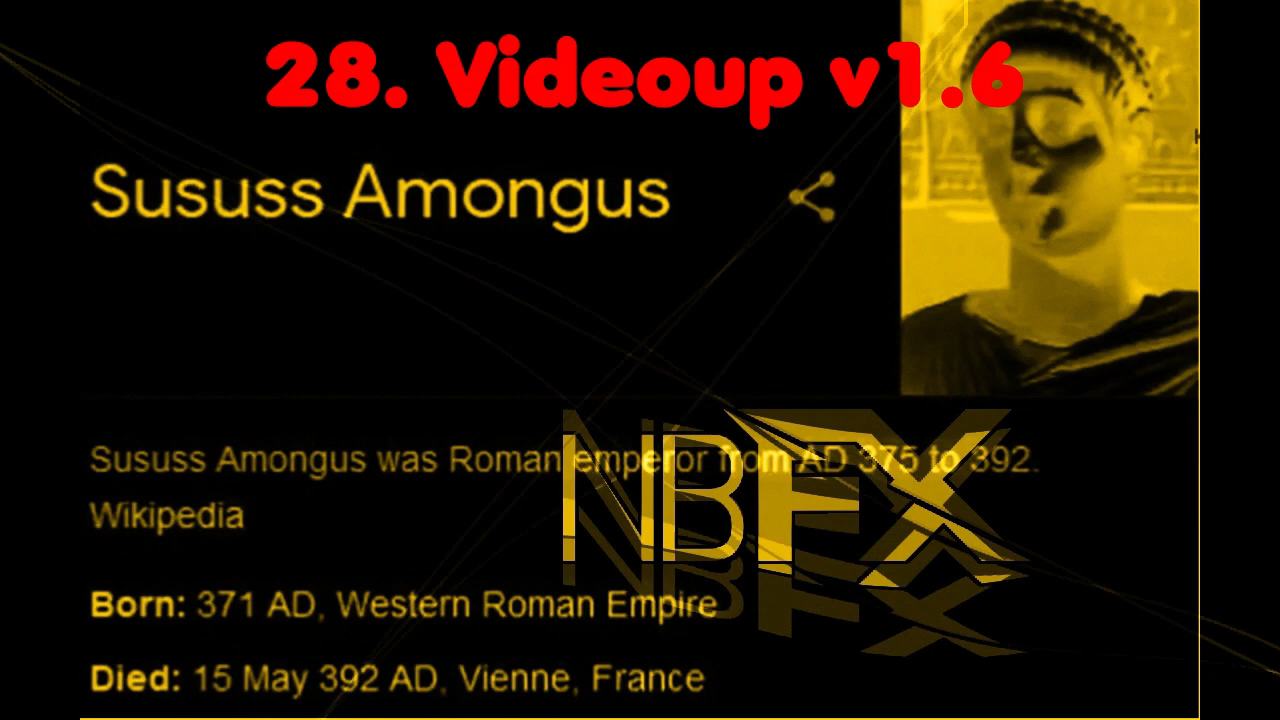 28. Videoup v1.6
Sususs Amongus
Sususs Amongus was Roman emperor from AD 375 to 392.
Wikipedia
NBFX
Born: 371 AD, Western Roman Empire
Died: 15 May 392 AD, Vienne, France